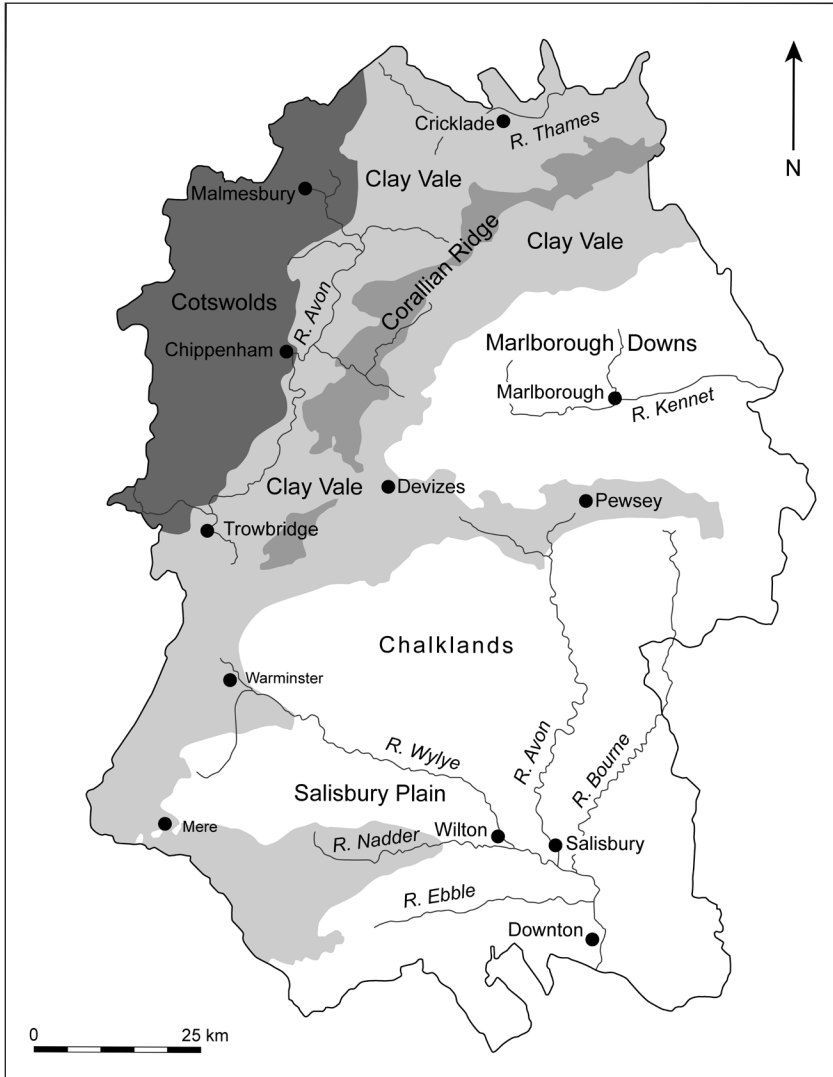 Cricklade
R. Thames
N
Clay Vale
Malmesbury
Clay Vale
Corallian Ridge
R. Avon
Cotswolds
Chippenham
Marlborough Downs
Marlborough
R. Kennet
Clay Vale
Devizes
Pewsey
Trowbridge
Chalklands
Warminster
R. Wylye
R. Avon
R. Bourne
Salisbury Plain
Mere
R. Nadder
Wilton
Salisbury
R. Ebble
Downton
0 25 km